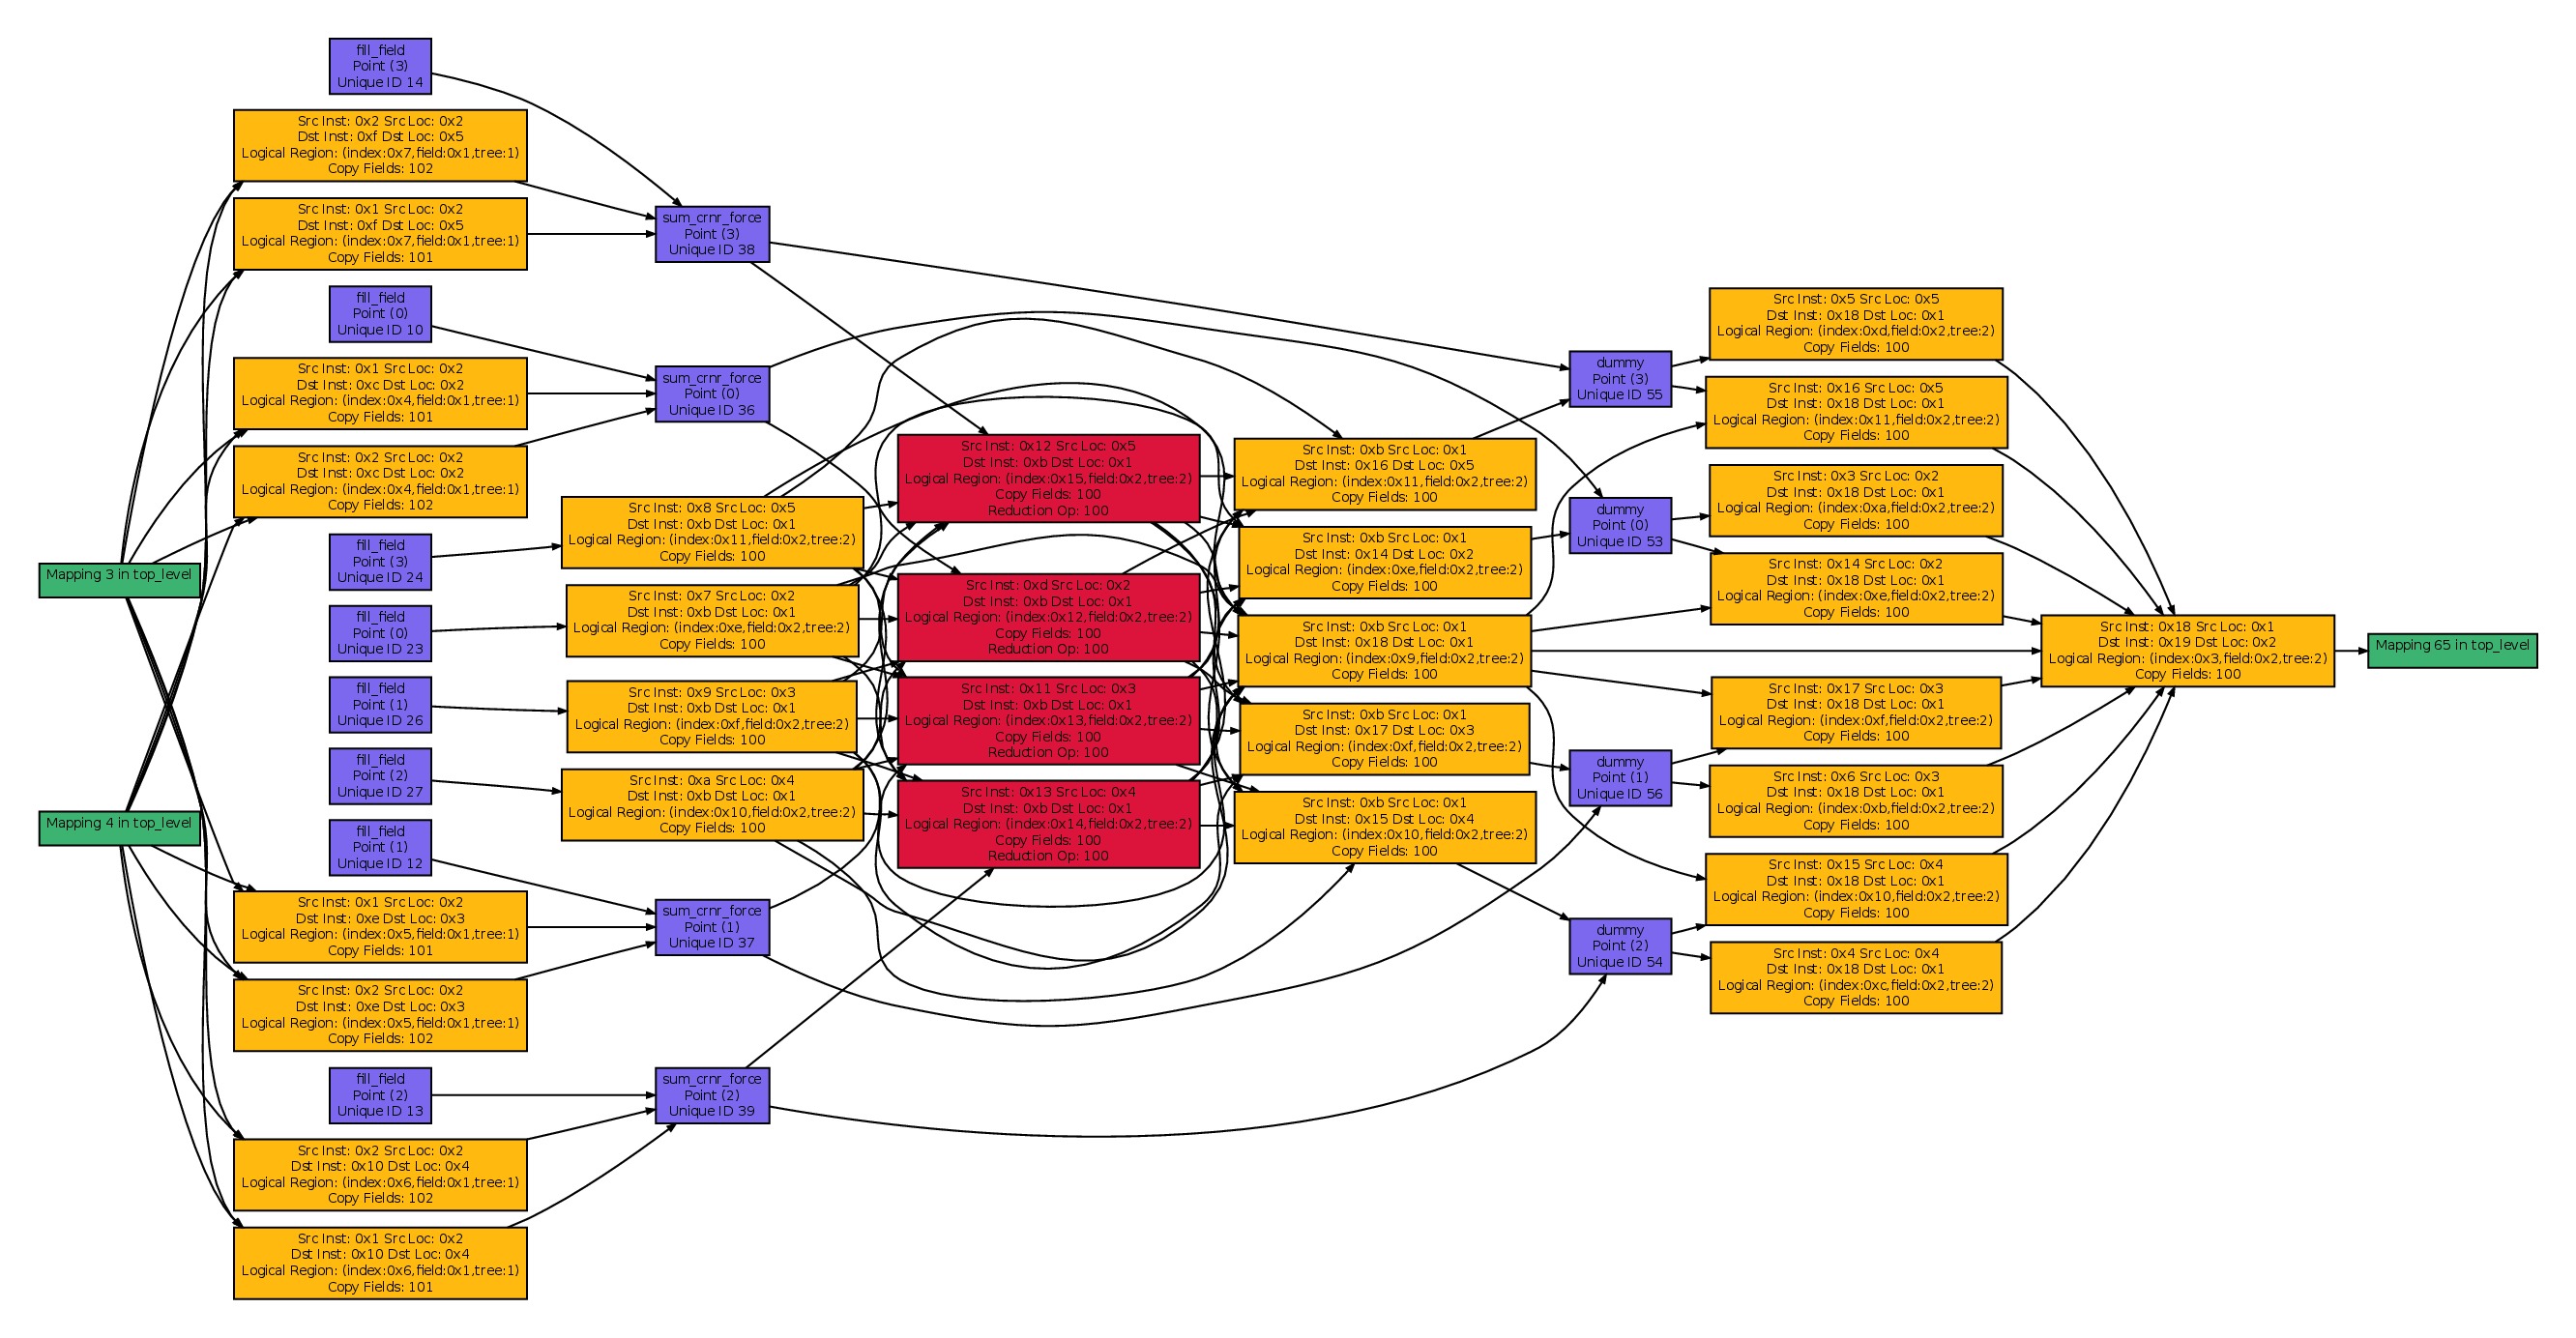 fill_field
Point (3)
Unique ID 14
Src Inst: 0x2 Src Loc: 0x2
Dst Inst: 0xf Dst Loc: 0x5
Logical Region: (index:0x7,field:0x1,tree:1)
Copy Fields: 102
Src Inst: 0x1 Src Loc: 0x2
Dst Inst: 0xf Dst Loc: 0x5
Logical Region: (index:0x7,field:0x1,tree:1)
Copy Fields: 101
fill_field
Point (0)
Unique ID 10
Src Inst: 0x1 Src Loc: 0x2
Dst Inst: 0xc Dst Loc: 0x2
Logical Region: (index:0x4,field:0x1,tree:1)
Copy Fields: 101
Src Inst: 0x2 Src Loc: 0x2
Dst Inst: 0xc Dst Loc: 0x2
Logical Region: (index:0x4,field:0x1,tree:1)
Copy Fields: 102
fill_field
Point (3)
Unique ID 24
Mapping 3 in top_level
fill_field
Point (0)
Unique ID 23
fill_field
Point (1)
Unique ID 26
fill_field
Point (2)
Unique ID 27
Mapping 4 in top_level
fill_field
Point (1)
Unique ID 12
Src Inst: 0x1 Src Loc: 0x2
Dst Inst: 0xe Dst Loc: 0x3
Logical Region: (index:0x5,field:0x1,tree:1)
Copy Fields: 101
Src Inst: 0x2 Src Loc: 0x2
Dst Inst: 0xe Dst Loc: 0x3
Logical Region: (index:0x5,field:0x1,tree:1)
Copy Fields: 102
fill_field
Point (2)
Unique ID 13
Src Inst: 0x2 Src Loc: 0x2
Dst Inst: 0x10 Dst Loc: 0x4
Logical Region: (index:0x6,field:0x1,tree:1)
Copy Fields: 102
Src Inst: 0x1 Src Loc: 0x2
Dst Inst: 0x10 Dst Loc: 0x4
Logical Region: (index:0x6,field:0x1,tree:1)
Copy Fields: 101
sum_crnr_force
Point (3)
Unique ID 38
sum_crnr_force
Point (0)
Unique ID 36
Src Inst: 0x8 Src Loc: 0x5
Dst Inst: 0xb Dst Loc: 0x1
Logical Region: (index:0x11,field:0x2,tree:2)
Copy Fields: 100
Src Inst: 0x7 Src Loc: 0x2
Dst Inst: 0xb Dst Loc: 0x1
Logical Region: (index:0xe,field:0x2,tree:2)
Copy Fields: 100
Src Inst: 0x9 Src Loc: 0x3
Dst Inst: 0xb Dst Loc: 0x1
Logical Region: (index:0xf,field:0x2,tree:2)
Copy Fields: 100
Src Inst: 0xa Src Loc: 0x4
Dst Inst: 0xb Dst Loc: 0x1
Logical Region: (index:0x10,field:0x2,tree:2)
Copy Fields: 100
sum_crnr_force
Point (1)
Unique ID 37
sum_crnr_force
Point (2)
Unique ID 39
Src Inst: 0x12 Src Loc: 0x5
Dst Inst: 0xb Dst Loc: 0x1
Logical Region: (index:0x15,field:0x2,tree:2)
Copy Fields: 100
Reduction Op: 100
Src Inst: 0xd Src Loc: 0x2
Dst Inst: 0xb Dst Loc: 0x1
Logical Region: (index:0x12,field:0x2,tree:2)
Copy Fields: 100
Reduction Op: 100
Src Inst: 0x11 Src Loc: 0x3
Dst Inst: 0xb Dst Loc: 0x1
Logical Region: (index:0x13,field:0x2,tree:2)
Copy Fields: 100
Reduction Op: 100
Src Inst: 0x13 Src Loc: 0x4
Dst Inst: 0xb Dst Loc: 0x1
Logical Region: (index:0x14,field:0x2,tree:2)
Copy Fields: 100
Reduction Op: 100
Src Inst: 0xb Src Loc: 0x1
Dst Inst: 0x16 Dst Loc: 0x5
Logical Region: (index:0x11,field:0x2,tree:2)
Copy Fields: 100
Src Inst: 0xb Src Loc: 0x1
Dst Inst: 0x14 Dst Loc: 0x2
Logical Region: (index:0xe,field:0x2,tree:2)
Copy Fields: 100
Src Inst: 0xb Src Loc: 0x1
Dst Inst: 0x18 Dst Loc: 0x1
Logical Region: (index:0x9,field:0x2,tree:2)
Copy Fields: 100
Src Inst: 0xb Src Loc: 0x1
Dst Inst: 0x17 Dst Loc: 0x3
Logical Region: (index:0xf,field:0x2,tree:2)
Copy Fields: 100
Src Inst: 0xb Src Loc: 0x1
Dst Inst: 0x15 Dst Loc: 0x4
Logical Region: (index:0x10,field:0x2,tree:2)
Copy Fields: 100
dummy
Point (3)
Unique ID 55
dummy
Point (0)
Unique ID 53
dummy
Point (1)
Unique ID 56
dummy
Point (2)
Unique ID 54
Src Inst: 0x5 Src Loc: 0x5
Dst Inst: 0x18 Dst Loc: 0x1
Logical Region: (index:0xd,field:0x2,tree:2)
Copy Fields: 100
Src Inst: 0x16 Src Loc: 0x5
Dst Inst: 0x18 Dst Loc: 0x1
Logical Region: (index:0x11,field:0x2,tree:2)
Copy Fields: 100
Src Inst: 0x3 Src Loc: 0x2
Dst Inst: 0x18 Dst Loc: 0x1
Logical Region: (index:0xa,field:0x2,tree:2)
Copy Fields: 100
Src Inst: 0x14 Src Loc: 0x2
Dst Inst: 0x18 Dst Loc: 0x1
Logical Region: (index:0xe,field:0x2,tree:2)
Copy Fields: 100
Src Inst: 0x17 Src Loc: 0x3
Dst Inst: 0x18 Dst Loc: 0x1
Logical Region: (index:0xf,field:0x2,tree:2)
Copy Fields: 100
Src Inst: 0x6 Src Loc: 0x3
Dst Inst: 0x18 Dst Loc: 0x1
Logical Region: (index:0xb,field:0x2,tree:2)
Copy Fields: 100
Src Inst: 0x15 Src Loc: 0x4
Dst Inst: 0x18 Dst Loc: 0x1
Logical Region: (index:0x10,field:0x2,tree:2)
Copy Fields: 100
Src Inst: 0x4 Src Loc: 0x4
Dst Inst: 0x18 Dst Loc: 0x1
Logical Region: (index:0xc,field:0x2,tree:2)
Copy Fields: 100
Src Inst: 0x18 Src Loc: 0x1
Dst Inst: 0x19 Dst Loc: 0x2
Logical Region: (index:0x3,field:0x2,tree:2)
Copy Fields: 100
Mapping 65 in top_level